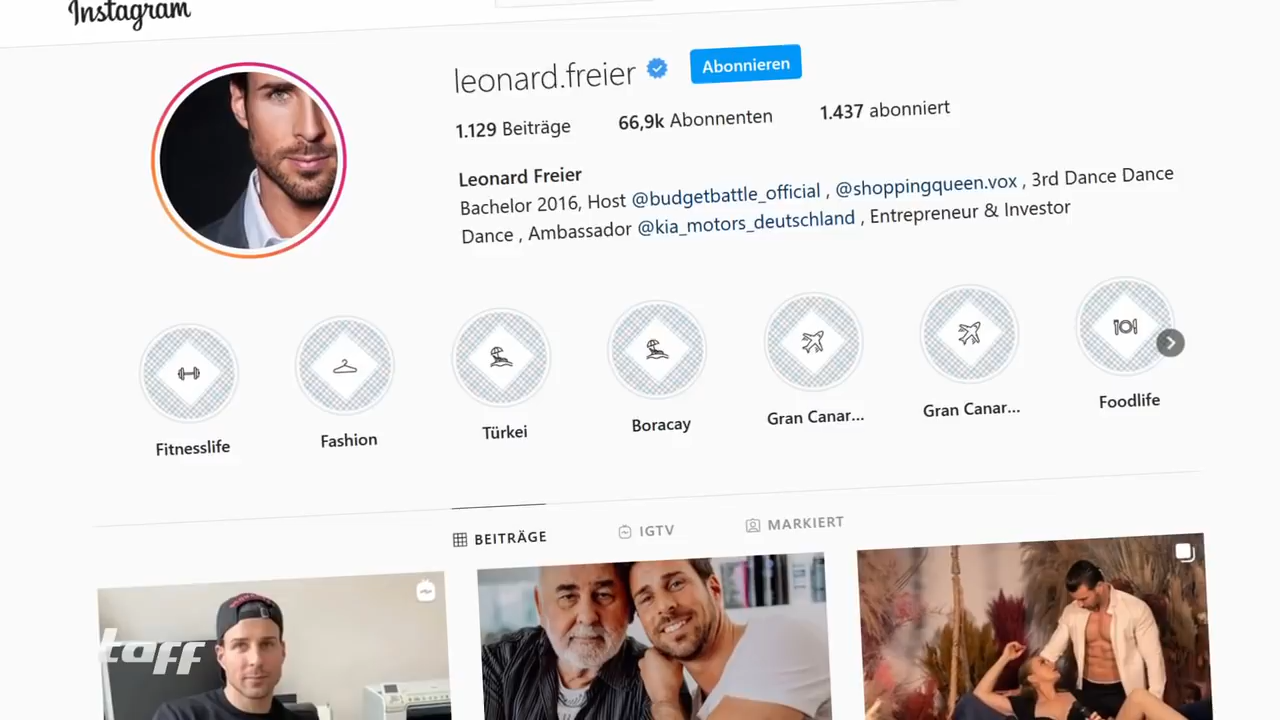 Instagram
leonard.freier Abonnieren
1.129 Beiträge 66,9k Abonnenten 1.437 abonniert
Leonard Freier
Bachelor 2016, Host @budgetbattle_official , @shoppingqueen.vox , 3rd Dance Dance
Dance , Ambassador @kia_motors_deutschland , Entrepreneur & Investor
Fitnesslife Fashion Türkei Boracay Gran Canar... Gran Canar... Foodlife
BEITRÄGE IGTV MARKIERT
taff